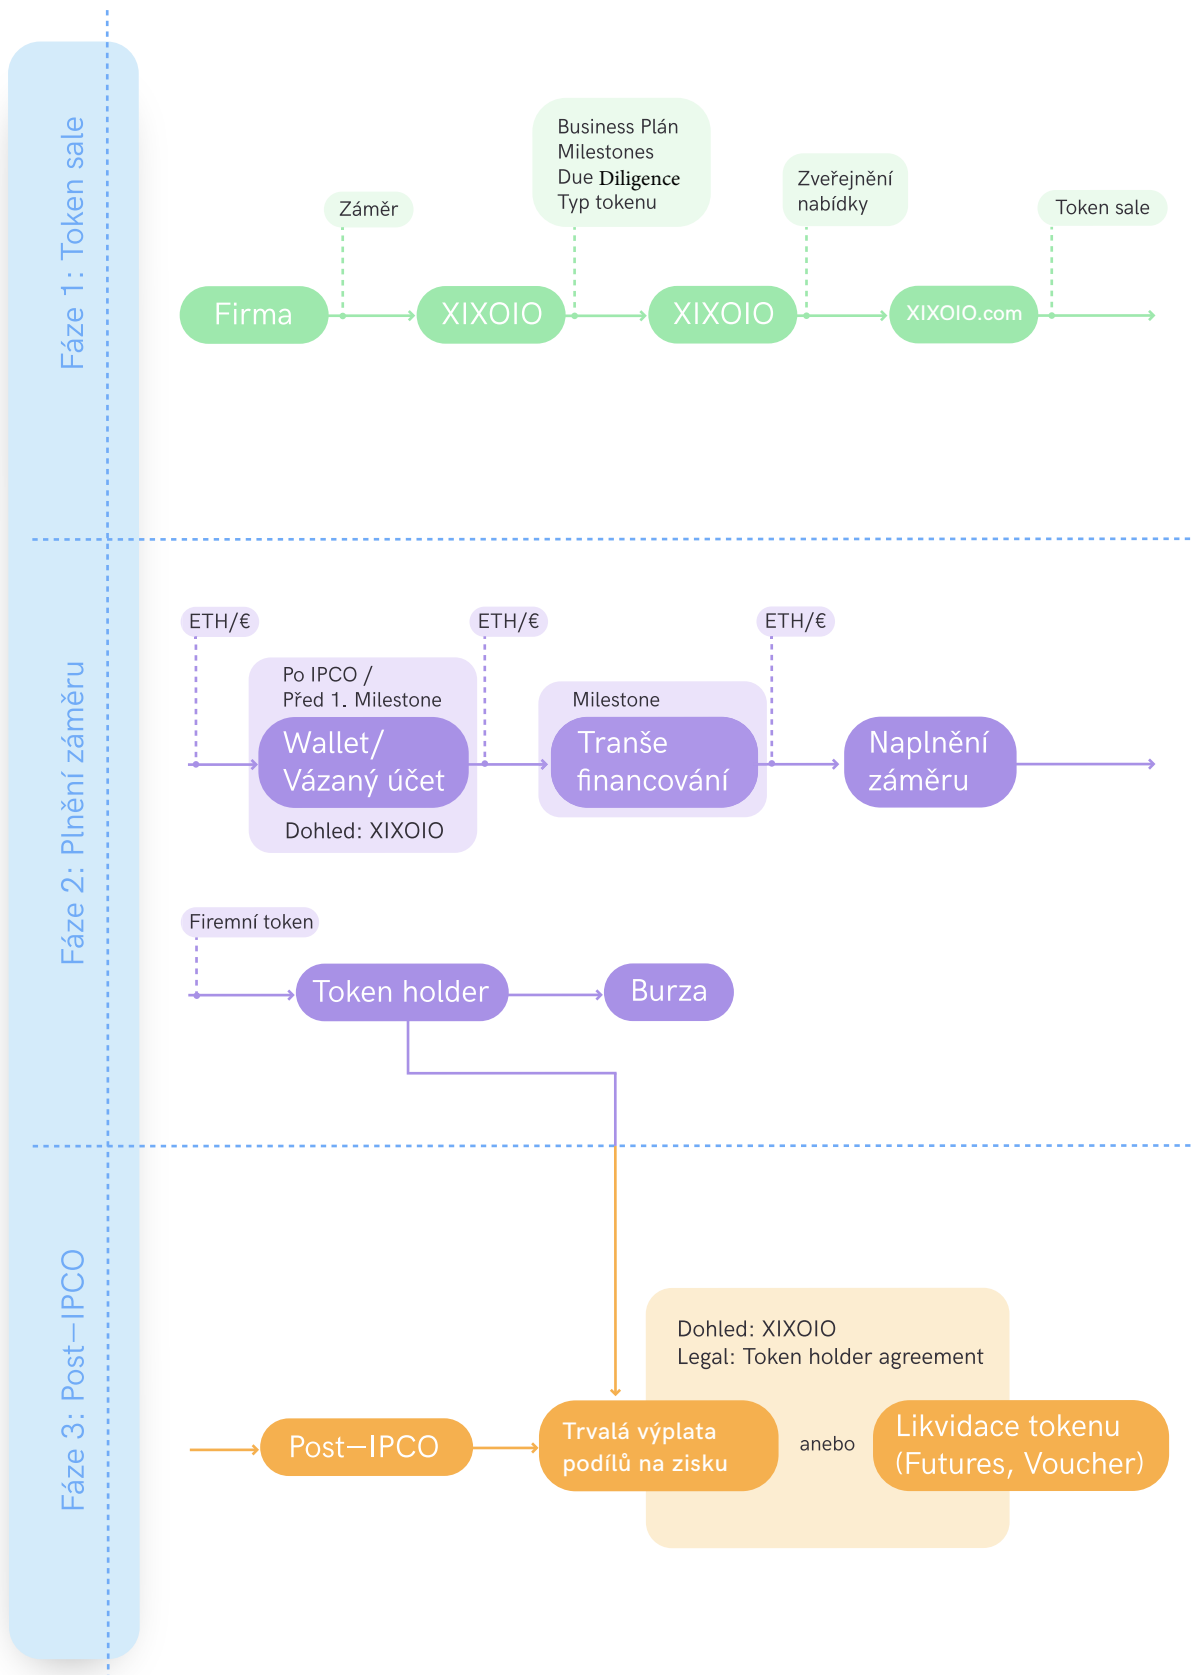 Fáze 1: Token sale
Business Plán
Milestones
Due Diligence
Typ tokenu
Záměr
Zveřejnění
nabídky
Token sale
Firma
XIXOIO
XIXOIO
XIXOIO.com
Fáze 2: Plnění záměru
ETH/€
ETH/€
ETH/€
Po IPCO /
Před 1. Milestone
Wallet/
Vázaný účet
Dohled: XIXOIO
Milestone
Tranše
financování
Naplnění
záměru
Firemní token
Token holder
Burza
Fáze 3: Post–IPCO
Dohled: XIXOIO
Legal: Token holder agreement
Post–IPCO
Trvalá výplata
podílů na zisku
anebo
Likvidace tokenu
(Futures, Voucher)